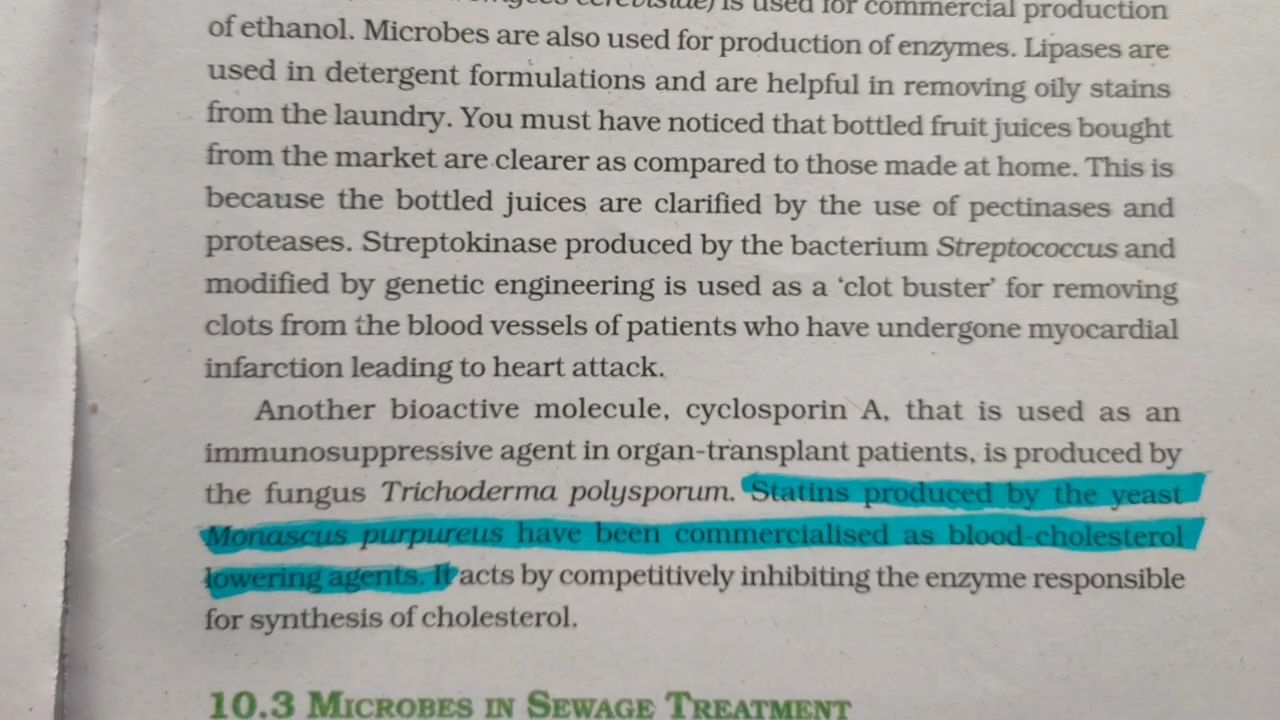 is used for commercial production
of ethanol. Microbes are also used for production of enzymes. Lipases are
used in detergent formulations and are helpful in removing oily stains
from the laundry. You must have noticed that bottled fruit juices bought
from the market are clearer as compared to those made at home. This is
because the bottled juices are clarified by the use of pectinases and
proteases. Streptokinase produced by the bacterium Streptococcus and
modified by genetic engineering is used as a ‘clot buster’ for removing
clots from the blood vessels of patients who have undergone myocardial
infarction leading to heart attack.
Another bioactive molecule, cyclosporin A, that is used as an
immunosuppressive agent in organ-transplant patients, is produced by
the fungus Trichoderma polysporum. Statins produced by the yeast
Monascus purpureus have been commercialised as blood-cholesterol
lowering agents. It acts by competitively inhibiting the enzyme responsible
for synthesis of cholesterol.
10.3 MICROBES IN SEWAGE TREATMENT